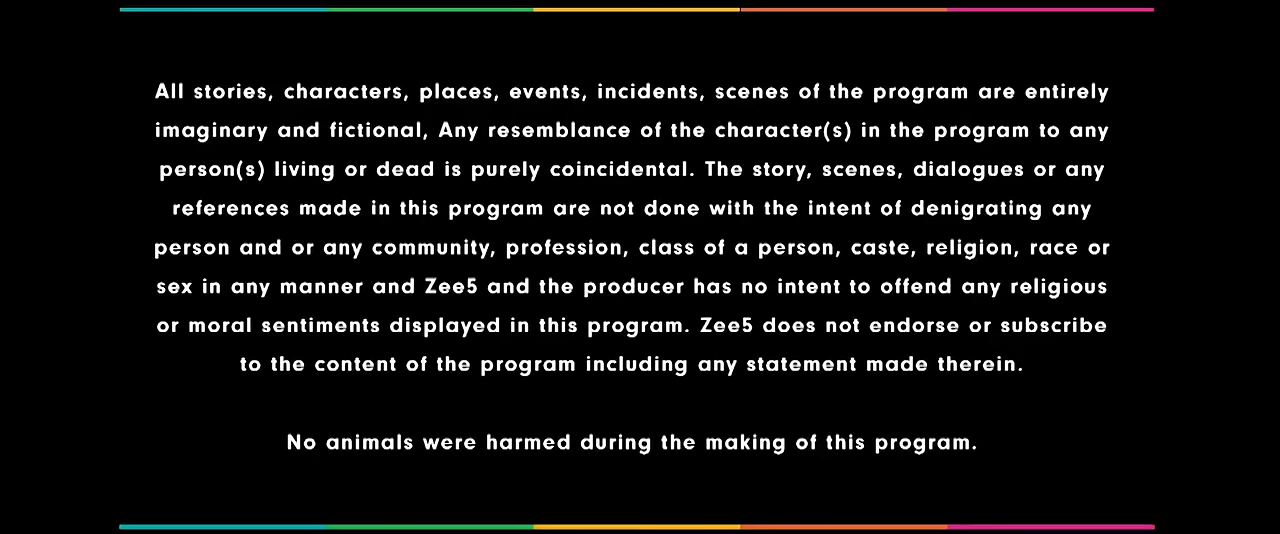 All stories, characters, places, events, incidents, scenes of the program are entirely
imaginary and fictional, Any resemblance of the character(s) in the program to any
person(s) living or dead is purely coincidental. The story, scenes, dialogues or any
references made in this program are not done with the intent of denigrating any
person and or any community, profession, class of a person, caste, religion, race or
sex in any manner and Zee5 and the producer has no intent to offend any religious
or moral sentiments displayed in this program. Zee5 does not endorse or subscribe
to the content of the program including any statement made therein.
No animals were harmed during the making of this program.